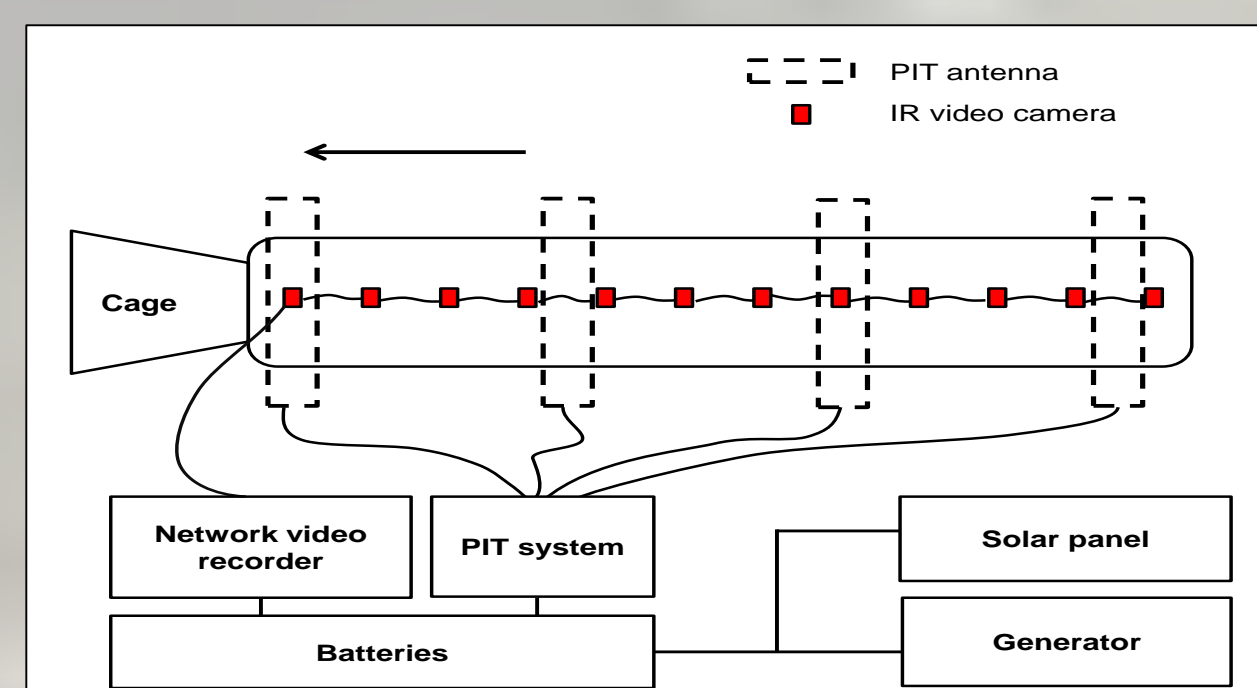 PIT antenna
IR video camera
Cage
Network video
recorder
PIT system
Solar panel
Batteries
Generator